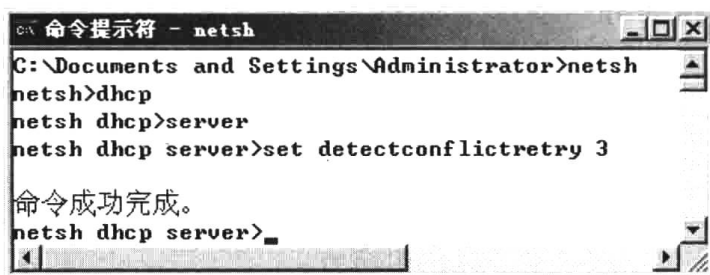 命令提示符 - netsh
C:\Documents and Settings\Administrator>netsh
netsh>dhcp
netsh dhcp>server
netsh dhcp server>set detectconflictretry 3
命令成功完成。
netsh dhcp server>